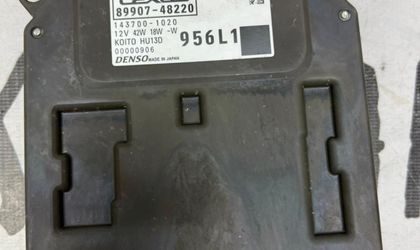 89907-48220
143700-1020
12V 42W 18W -W
KOITO HU13D
00000906
956L1
DENSO MADE IN JAPAN